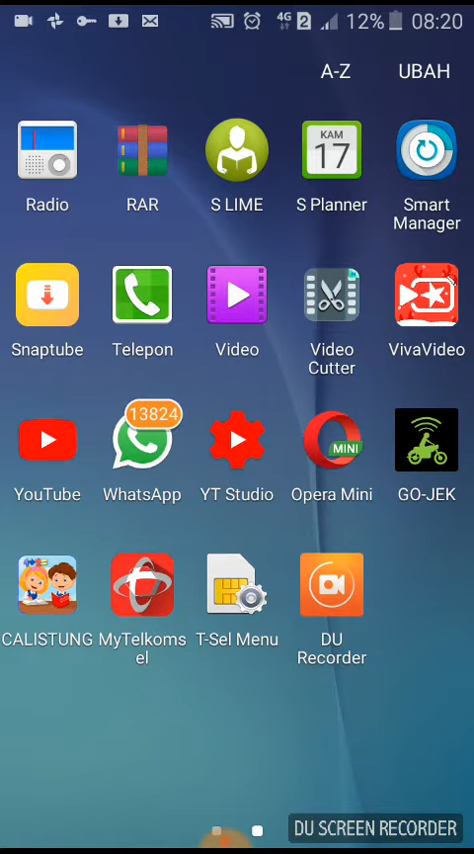 4G 2 12% 08:20
A-Z UBAH
KAM
17
Radio RAR S LIME S Planner Smart
Manager
Snaptube Telepon Video Video VivaVideo
Cutter
13824
MINI
YouTube WhatsApp YT Studio Opera Mini GO-JEK
CALISTUNG MyTelkoms T-Sel Menu DU
el Recorder
DU SCREEN RECORDER